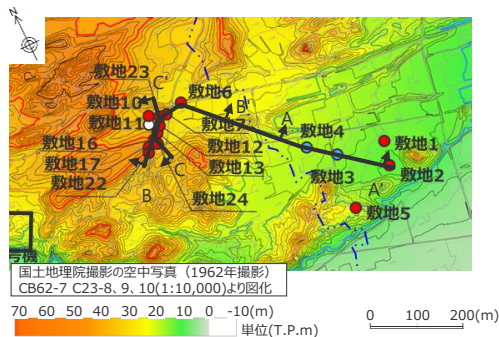 N
敷地23
C'
敷地6
敷地10
B'
敷地11
敷地7
A
敷地4
敷地16
敷地12
敷地1
敷地17
敷地13
敷地3
敷地2
敷地22
B
C
敷地24
A'
敷地5
号機
国土地理院撮影の空中写真（1962年撮影）
CB62-7 C23-8、9、10(1:10,000)より図化
70 60 50 40 30 20 10 0 -10(m)
単位(T.P.m)
0 100 200(m)